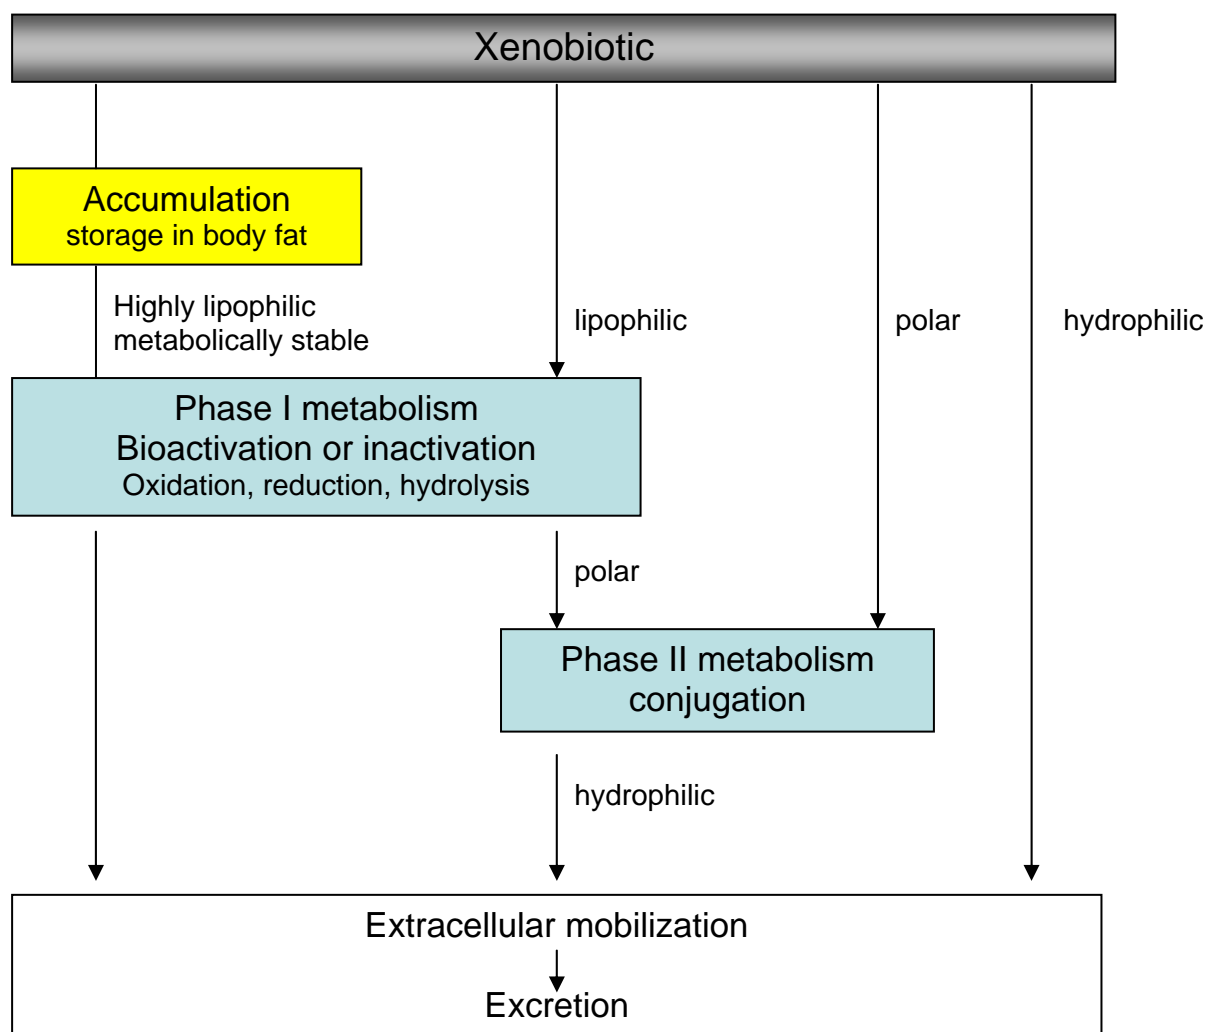 Xenobiotic
Accumulation
storage in body fat
Highly lipophilic
metabolically stable
lipophilic
polar
hydrophilic
Phase I metabolism
Bioactivation or inactivation
Oxidation, reduction, hydrolysis
polar
Phase II metabolism
conjugation
hydrophilic
Extracellular mobilization
Excretion